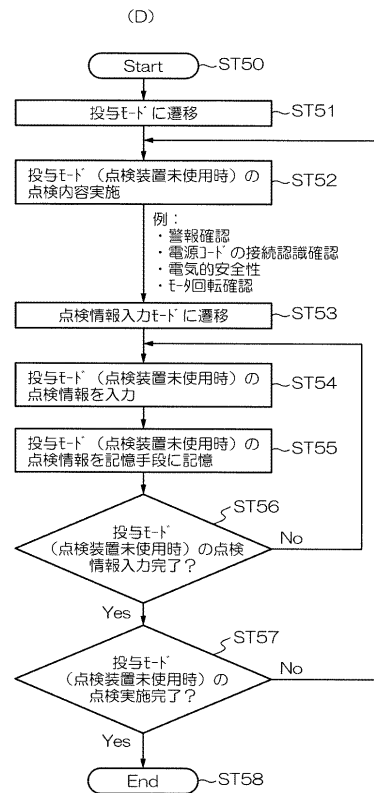 (D)
Start
ST50
投与ﾓｰﾄﾞに遷移
ST51
投与ﾓｰﾄﾞ（点検装置未使用時）の
点検内容実施
ST52
例：
・警報確認
・電源ｺｰﾄﾞの接続認識確認
・電気的安全性
・ﾓｰﾀ回転確認
点検情報入力ﾓｰﾄﾞに遷移
ST53
投与ﾓｰﾄﾞ（点検装置未使用時）の
点検情報を入力
ST54
投与ﾓｰﾄﾞ（点検装置未使用時）の
点検情報を記憶手段に記憶
ST55
ST56
投与ﾓｰﾄﾞ
（点検装置未使用時）の点検
情報入力完了？
No
Yes
ST57
投与ﾓｰﾄﾞ
（点検装置未使用時）の
点検実施完了？
No
Yes
End
ST58